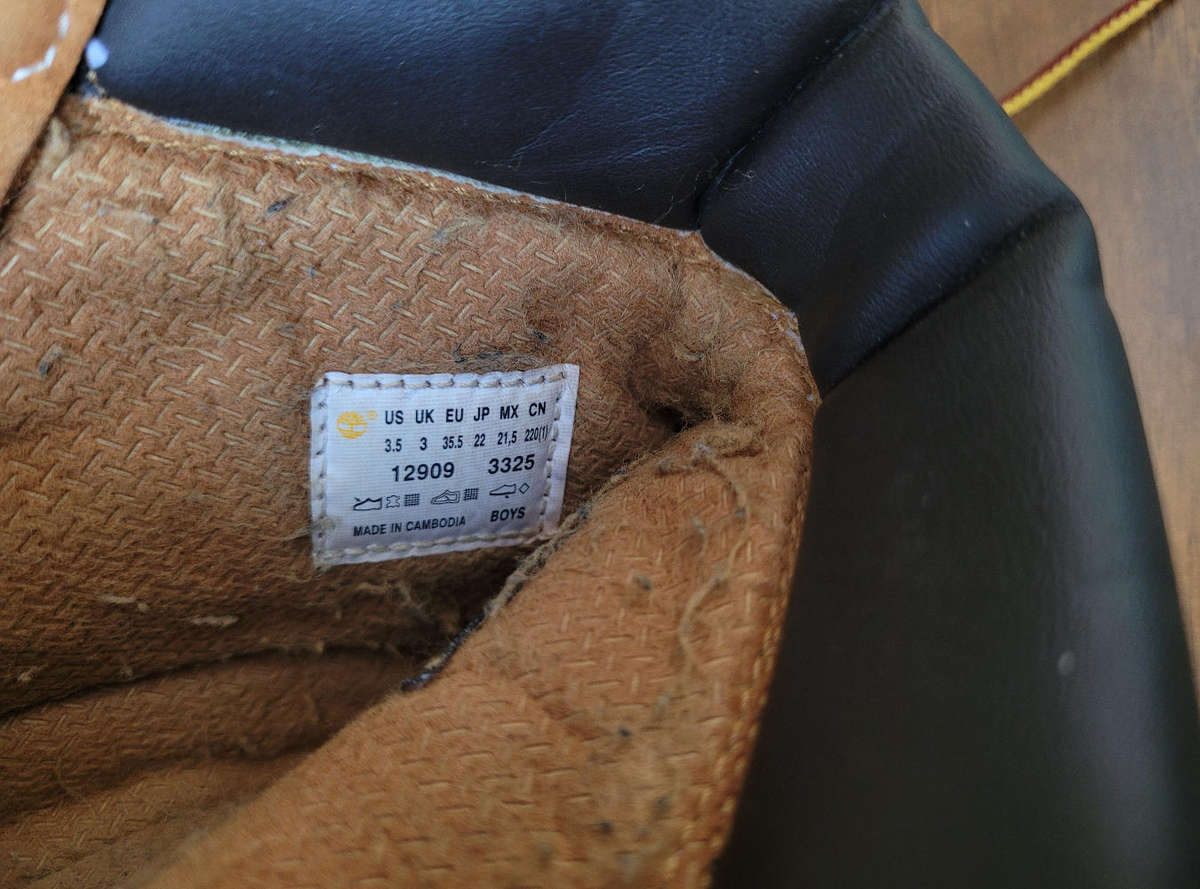 US UK EU JP MX CN
3.5 3 35.5 22 21,5 220(1)
12909 3325
MADE IN CAMBODIA BOYS